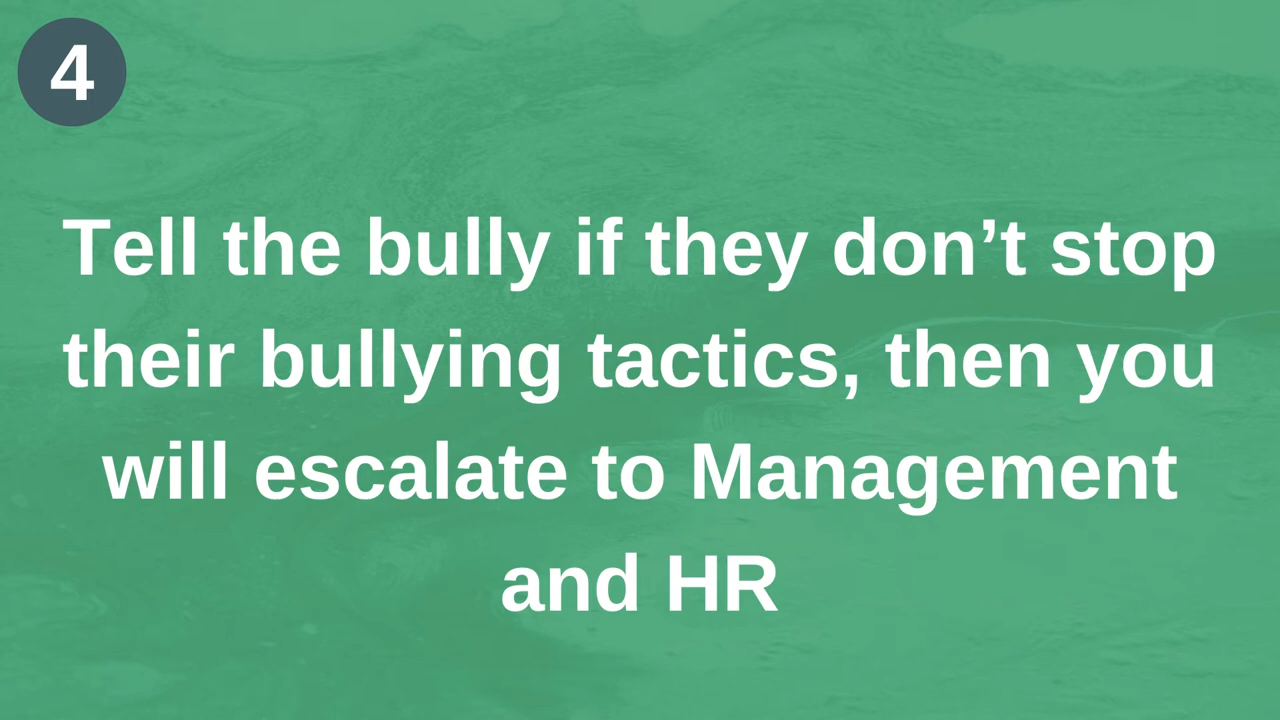 4
Tell the bully if they don’t stop
their bullying tactics, then you
will escalate to Management
and HR